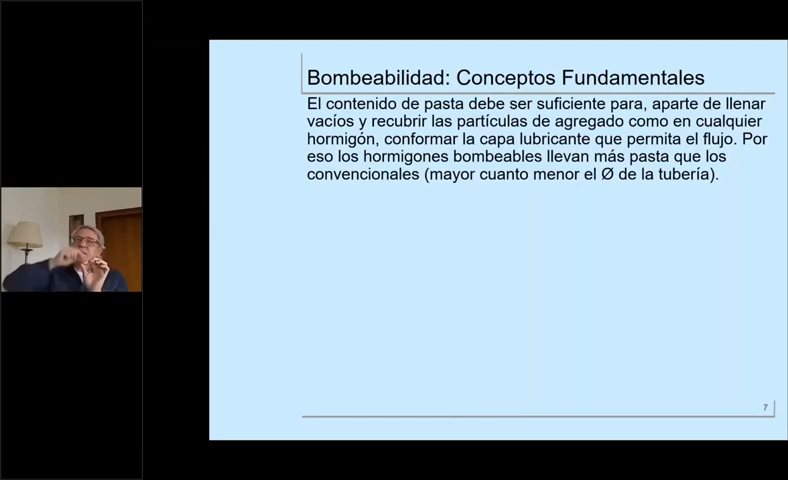 Bombeabilidad: Conceptos Fundamentales
El contenido de pasta debe ser suficiente para, aparte de llenar
vacíos y recubrir las partículas de agregado como en cualquier
hormigón, conformar la capa lubricante que permita el flujo. Por
eso los hormigones bombeables llevan más pasta que los
convencionales (mayor cuanto menor el Ø de la tubería).
7